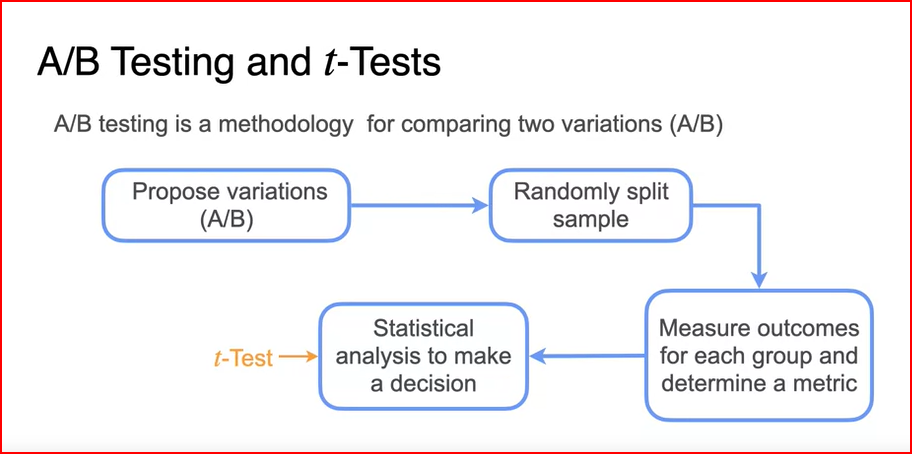 A/B Testing and t-Tests
A/B testing is a methodology for comparing two variations (A/B)
Propose variations
(A/B)
Randomly split
sample
Measure outcomes
for each group and
determine a metric
Statistical
analysis to make
a decision
t-Test